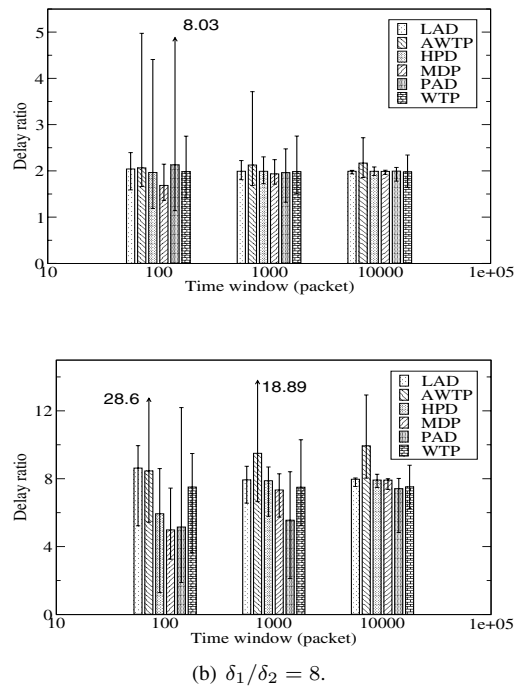 8.03
5
4
3
2
1
0
Delay ratio
LAD
AWTP
HPD
MDP
PAD
WTP
10 100 1000 10000 1e+05
Time window (packet)
28.6
18.89
12
8
4
0
Delay ratio
LAD
AWTP
HPD
MDP
PAD
WTP
10 100 1000 10000 1e+05
Time window (packet)
(b) δ₁/δ₂ = 8.